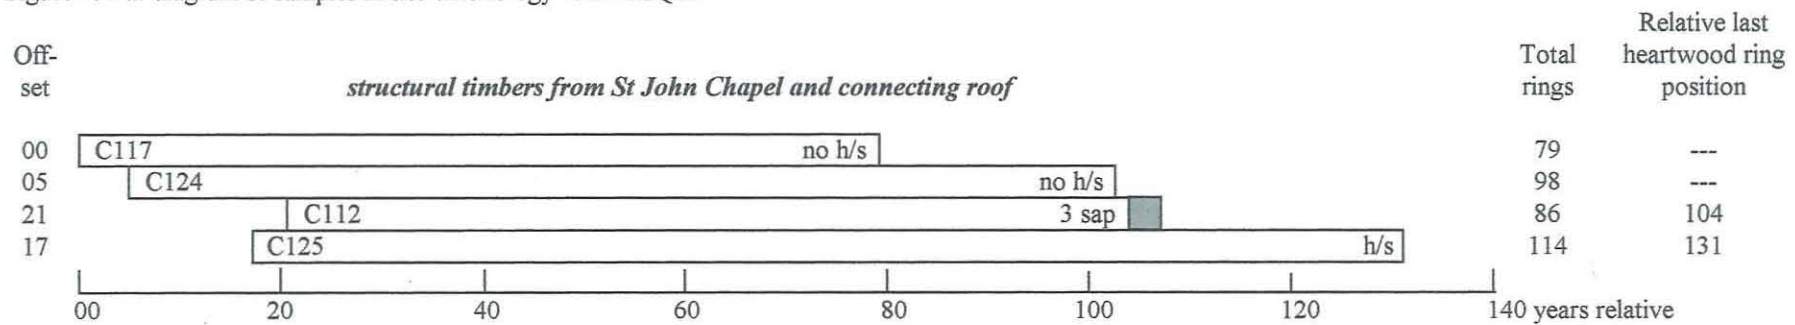 Relative last
Off- Total heartwood ring
set structural timbers from St John Chapel and connecting roof rings position
00 C117 no h/s 79 ---
05 C124 no h/s 98 ---
21 C112 3 sap 86 104
17 C125 h/s 114 131
00 20 40 60 80 100 120 140 years relative